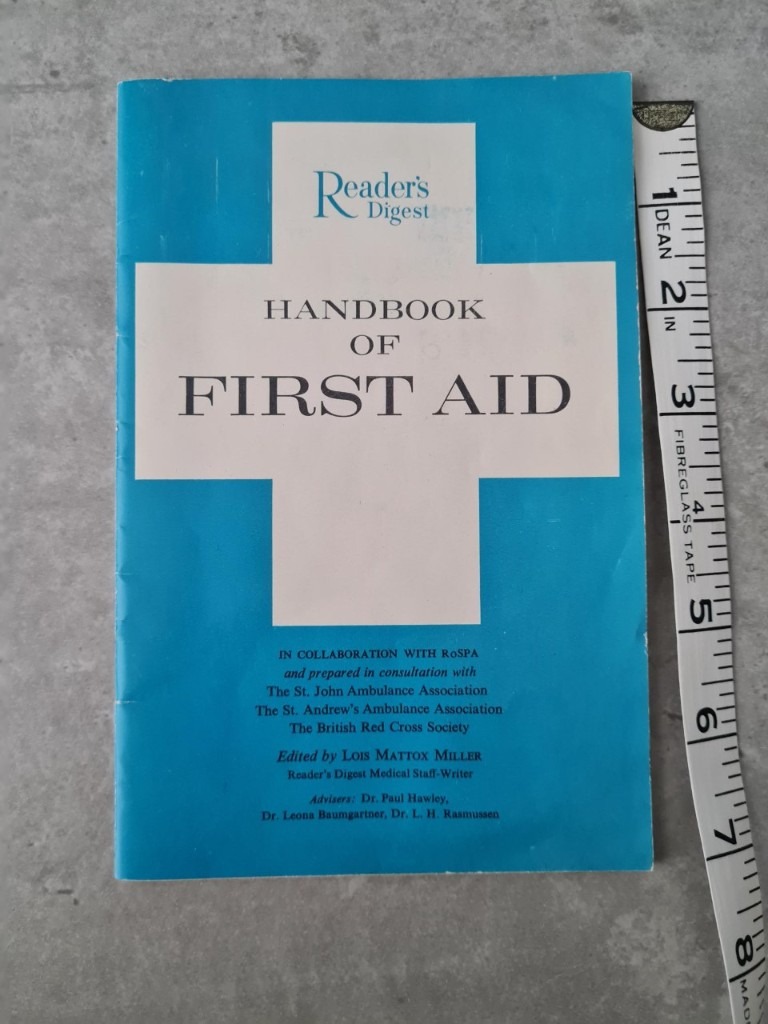 Reader's
Digest
HANDBOOK
OF
FIRST AID
IN COLLABORATION WITH RoSPA
and prepared in consultation with
The St. John Ambulance Association
The St. Andrew's Ambulance Association
The British Red Cross Society
Edited by LOIS MATTOX MILLER
Reader's Digest Medical Staff-Writer
Advisers: Dr. Paul Hawley,
Dr. Leona Baumgartner, Dr. L. H. Rasmussen
1
DEAN
2
IN
3
FIBREGLASS TAPE
4
5
6
7
8